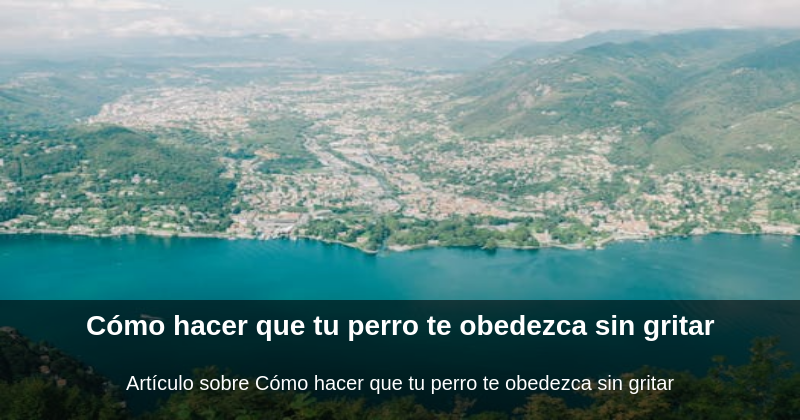 Cómo hacer que tu perro te obedezca sin gritar
Artículo sobre Cómo hacer que tu perro te obedezca sin gritar